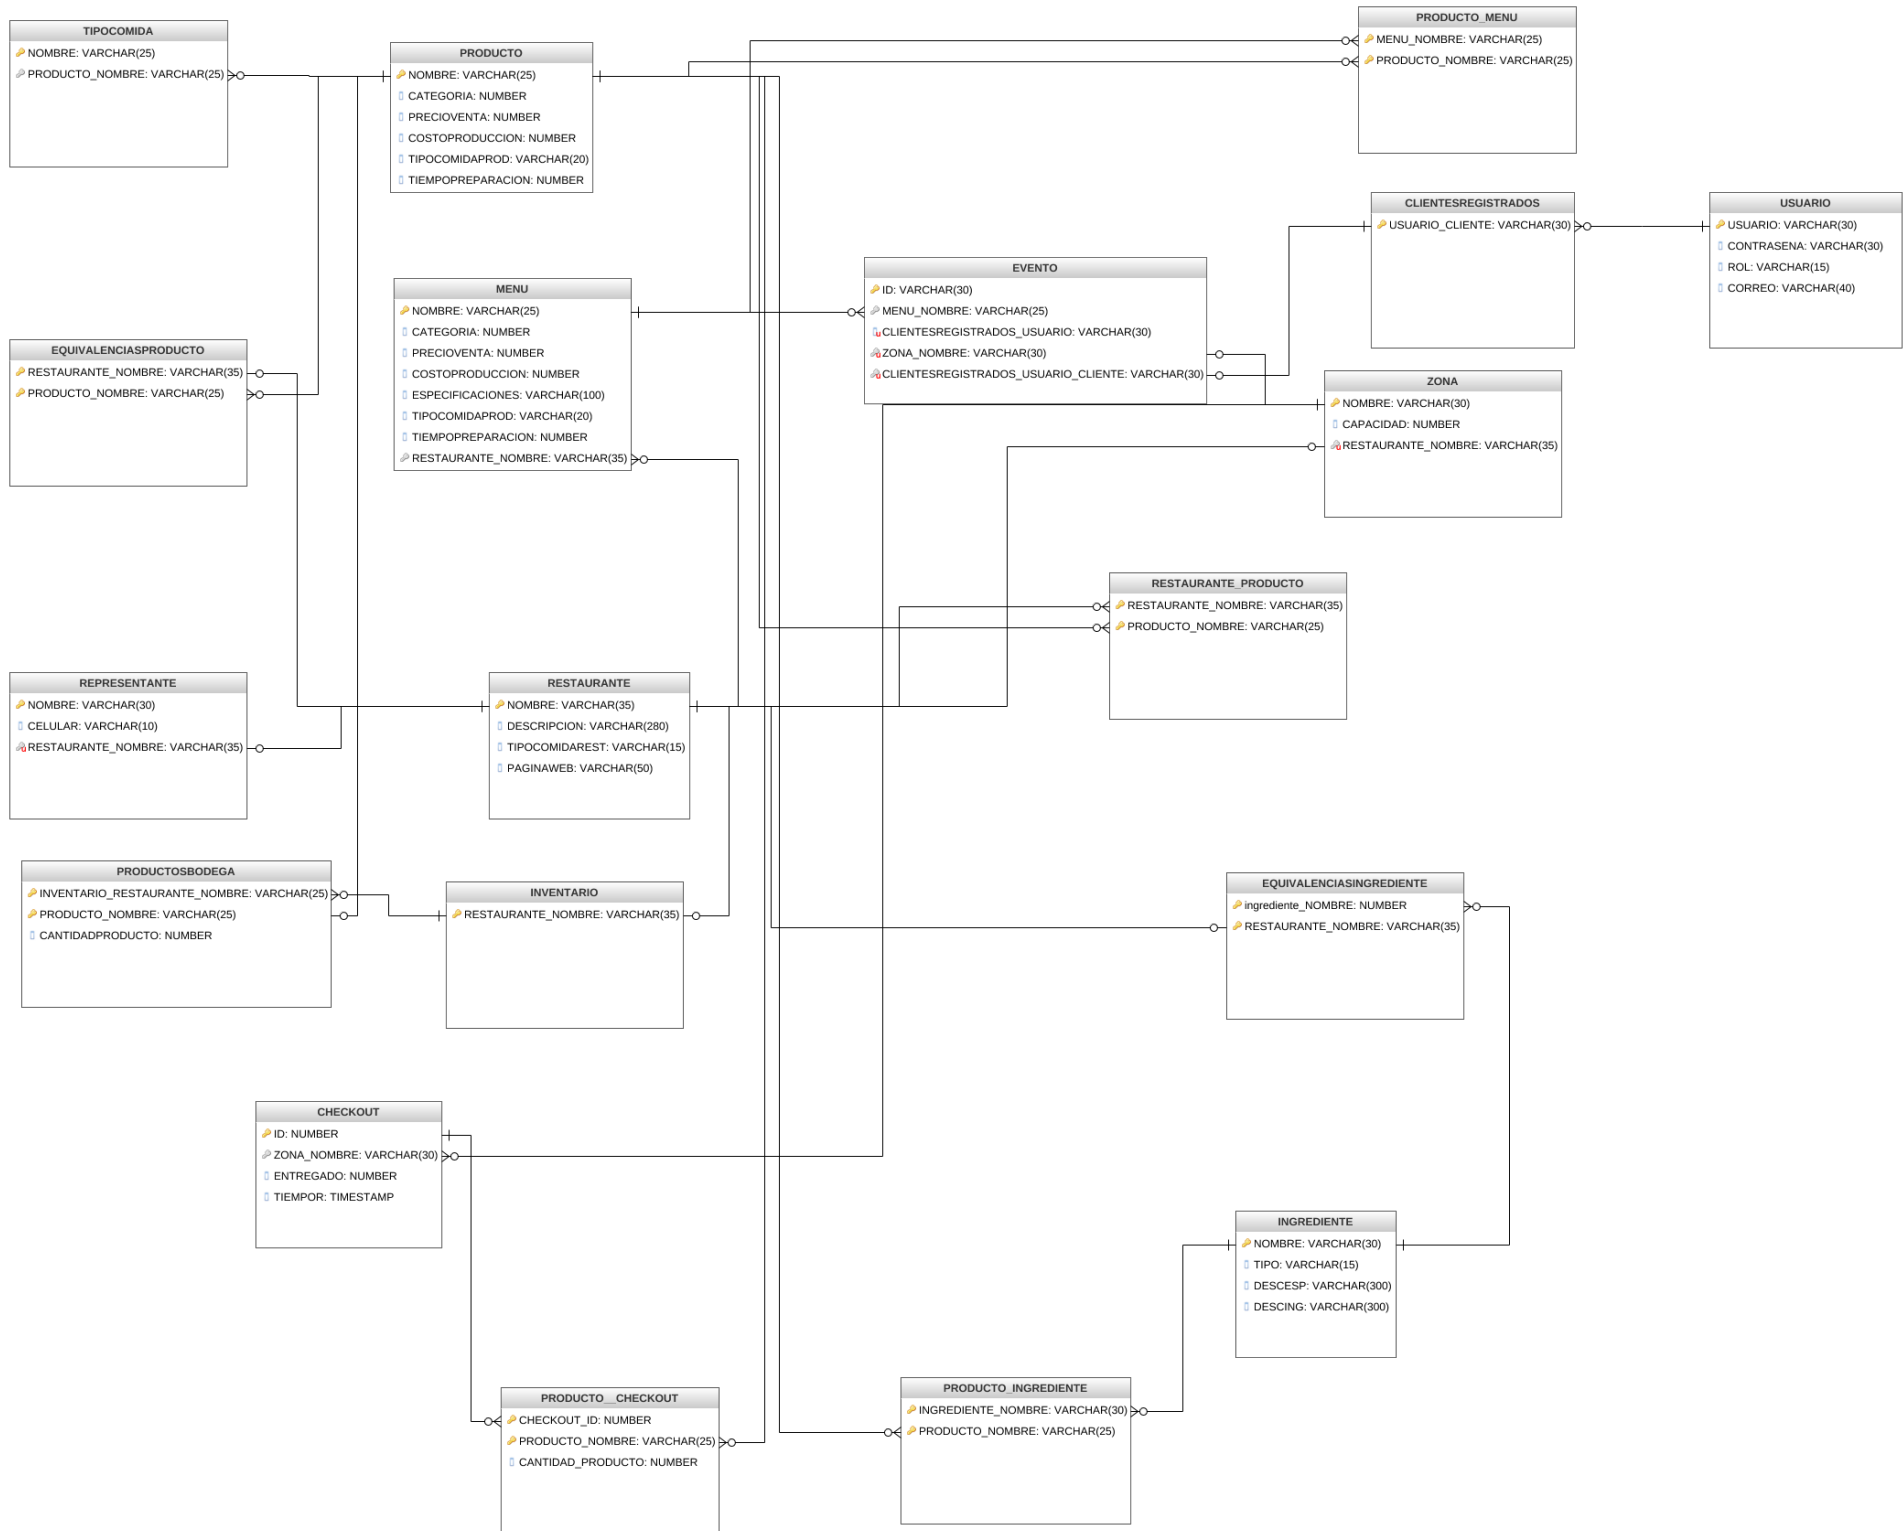 TIPOCOMIDA
NOMBRE: VARCHAR(25)
PRODUCTO_NOMBRE: VARCHAR(25)
PRODUCTO
NOMBRE: VARCHAR(25)
CATEGORIA: NUMBER
PRECIOVENTA: NUMBER
COSTOPRODUCCION: NUMBER
TIPOCOMIDAPROD: VARCHAR(20)
TIEMPOPREPARACION: NUMBER
PRODUCTO_MENU
MENU_NOMBRE: VARCHAR(25)
PRODUCTO_NOMBRE: VARCHAR(25)
CLIENTESREGISTRADOS
USUARIO_CLIENTE: VARCHAR(30)
USUARIO
USUARIO: VARCHAR(30)
CONTRASENA: VARCHAR(30)
ROL: VARCHAR(15)
CORREO: VARCHAR(40)
MENU
NOMBRE: VARCHAR(25)
CATEGORIA: NUMBER
PRECIOVENTA: NUMBER
COSTOPRODUCCION: NUMBER
ESPECIFICACIONES: VARCHAR(100)
TIPOCOMIDAPROD: VARCHAR(20)
TIEMPOPREPARACION: NUMBER
RESTAURANTE_NOMBRE: VARCHAR(35)
EVENTO
ID: VARCHAR(30)
MENU_NOMBRE: VARCHAR(25)
CLIENTESREGISTRADOS_USUARIO: VARCHAR(30)
ZONA_NOMBRE: VARCHAR(30)
CLIENTESREGISTRADOS_USUARIO_CLIENTE: VARCHAR(30)
EQUIVALENCIASPRODUCTO
RESTAURANTE_NOMBRE: VARCHAR(35)
PRODUCTO_NOMBRE: VARCHAR(25)
ZONA
NOMBRE: VARCHAR(30)
CAPACIDAD: NUMBER
RESTAURANTE_NOMBRE: VARCHAR(35)
RESTAURANTE_PRODUCTO
RESTAURANTE_NOMBRE: VARCHAR(35)
PRODUCTO_NOMBRE: VARCHAR(25)
REPRESENTANTE
NOMBRE: VARCHAR(30)
CELULAR: VARCHAR(10)
RESTAURANTE_NOMBRE: VARCHAR(35)
RESTAURANTE
NOMBRE: VARCHAR(35)
DESCRIPCION: VARCHAR(280)
TIPOCOMIDAREST: VARCHAR(15)
PAGINAWEB: VARCHAR(50)
PRODUCTOSBODEGA
INVENTARIO_RESTAURANTE_NOMBRE: VARCHAR(25)
PRODUCTO_NOMBRE: VARCHAR(25)
CANTIDADPRODUCTO: NUMBER
INVENTARIO
RESTAURANTE_NOMBRE: VARCHAR(35)
EQUIVALENCIASINGREDIENTE
ingrediente_NOMBRE: NUMBER
RESTAURANTE_NOMBRE: VARCHAR(35)
CHECKOUT
ID: NUMBER
ZONA_NOMBRE: VARCHAR(30)
ENTREGADO: NUMBER
TIEMPOR: TIMESTAMP
INGREDIENTE
NOMBRE: VARCHAR(30)
TIPO: VARCHAR(15)
DESCESP: VARCHAR(300)
DESCING: VARCHAR(300)
PRODUCTO__CHECKOUT
CHECKOUT_ID: NUMBER
PRODUCTO_NOMBRE: VARCHAR(25)
CANTIDAD_PRODUCTO: NUMBER
PRODUCTO_INGREDIENTE
INGREDIENTE_NOMBRE: VARCHAR(30)
PRODUCTO_NOMBRE: VARCHAR(25)